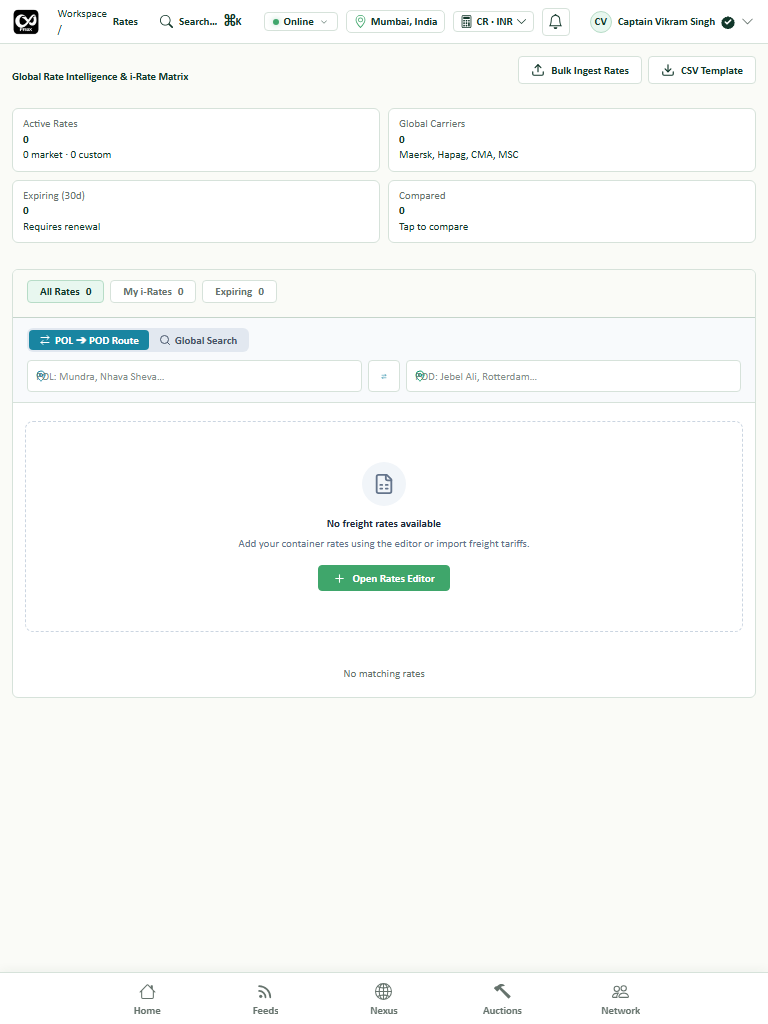 Workspace
/
Rates
Search... ⌘K
Online
Mumbai, India
CR · INR
CV
Captain Vikram Singh
Global Rate Intelligence & i-Rate Matrix
Bulk Ingest Rates
CSV Template
Active Rates
0
0 market · 0 custom
Global Carriers
0
Maersk, Hapag, CMA, MSC
Expiring (30d)
0
Requires renewal
Compared
0
Tap to compare
All Rates 0
My i-Rates 0
Expiring 0
POL ➔ POD Route
Global Search
POL: Mundra, Nhava Sheva...
POD: Jebel Ali, Rotterdam...
No freight rates available
Add your container rates using the editor or import freight tariffs.
Open Rates Editor
No matching rates
Home
Feeds
Nexus
Auctions
Network